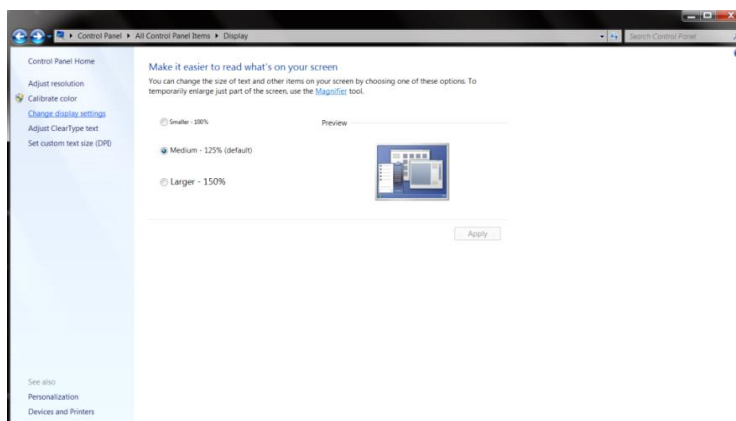 Control Panel ▸ All Control Panel Items ▸ Display
Search Control Panel
Control Panel Home
Adjust resolution
Calibrate color
Change display settings
Adjust ClearType text
Set custom text size (DPI)
See also
Personalization
Devices and Printers
Make it easier to read what's on your screen
You can change the size of text and other items on your screen by choosing one of these options. To
temporarily enlarge just part of the screen, use the Magnifier tool.
Smaller - 100%
Preview
Medium - 125% (default)
Larger - 150%
Apply